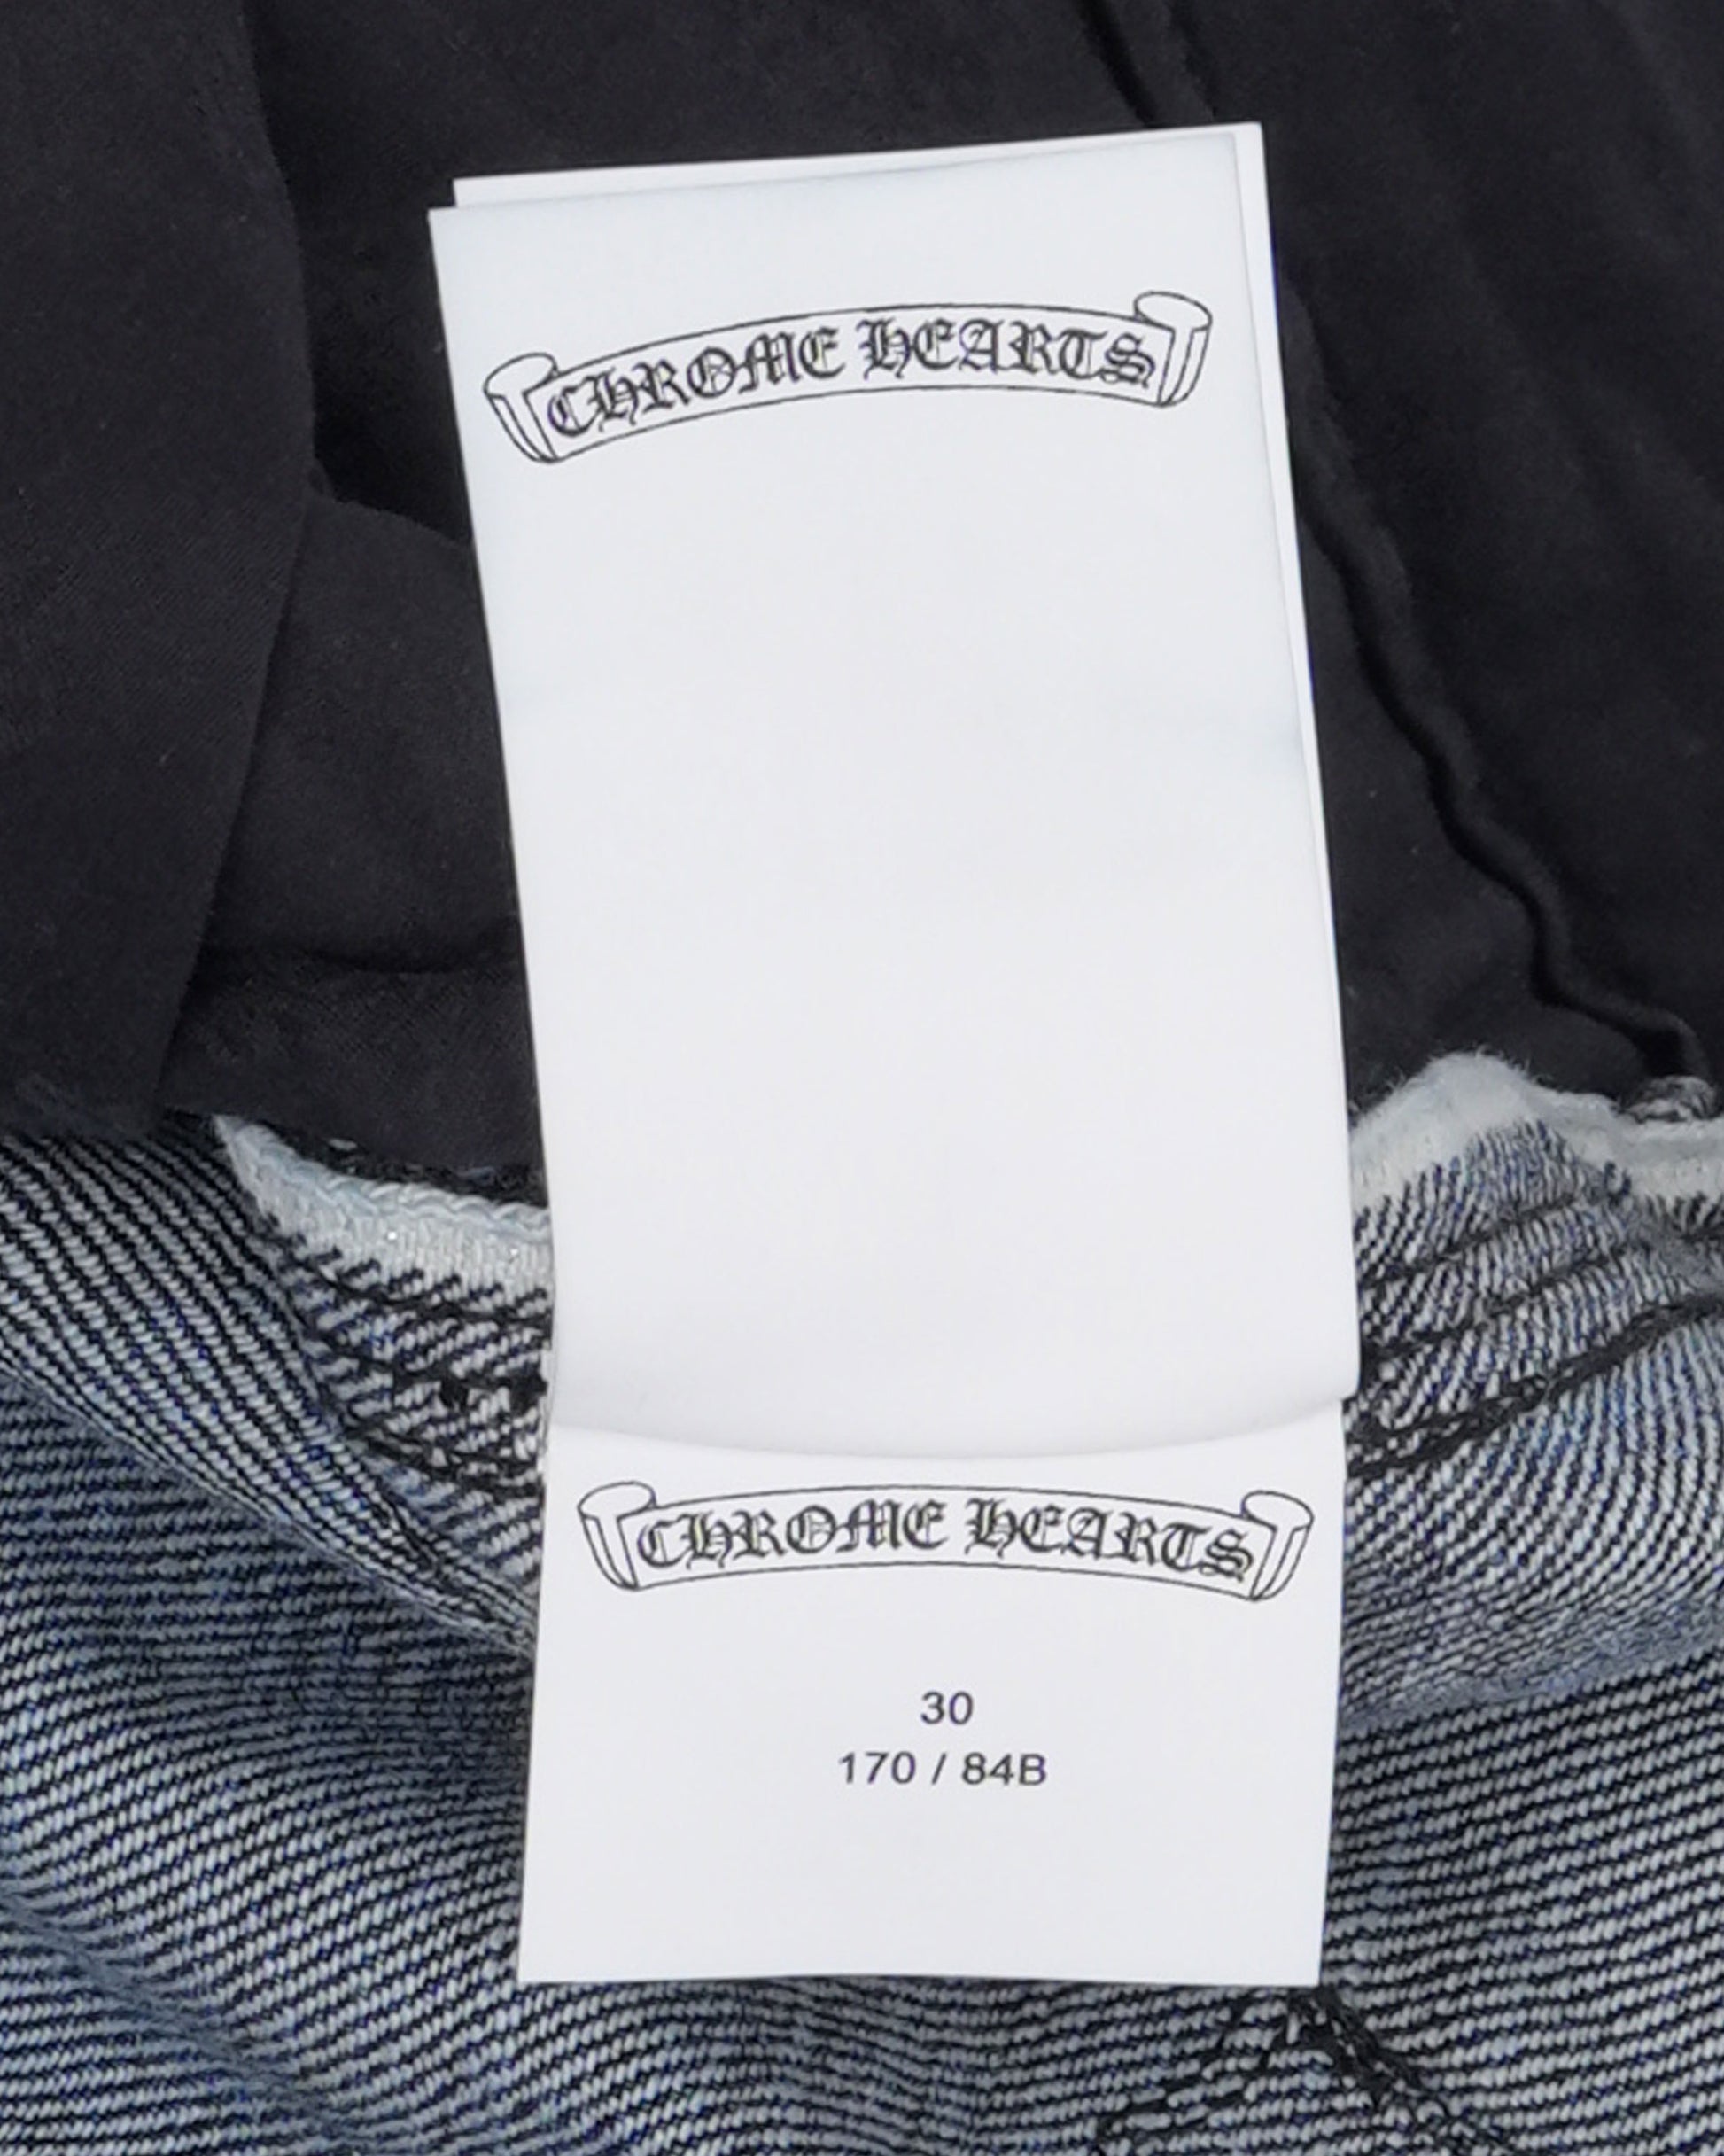 CHROME HEARTS
CHROME HEARTS
30
170 / 84B